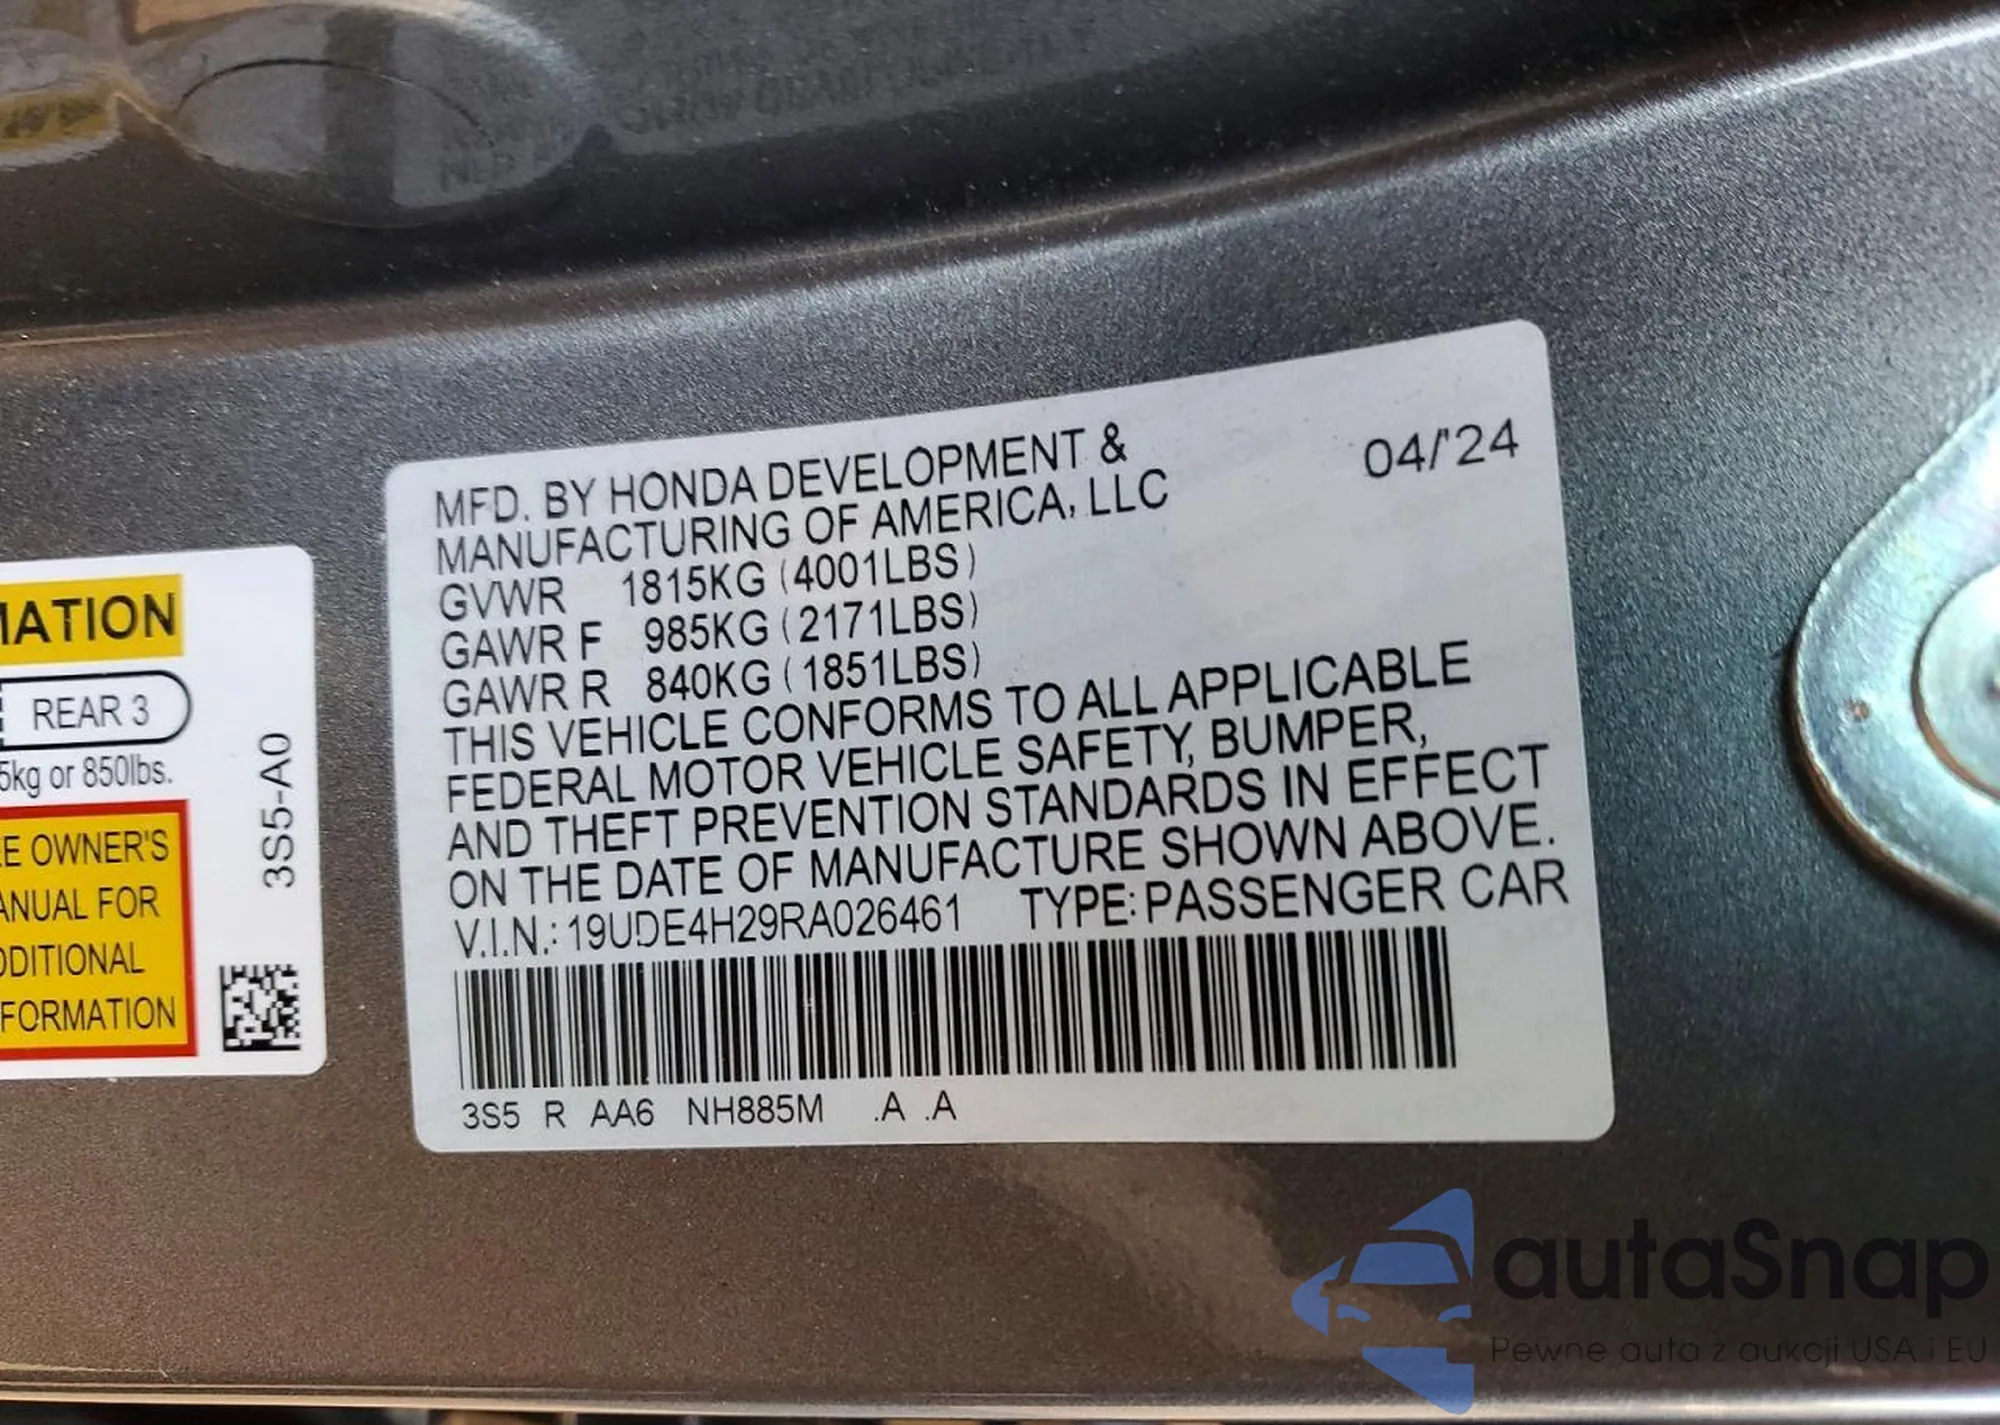 MATION
REAR 3
5kg or 850lbs.
E OWNER'S
ANUAL FOR
DDITIONAL
FORMATION
3S5-A0
MFD. BY HONDA DEVELOPMENT &
MANUFACTURING OF AMERICA, LLC
04/'24
GVWR 1815KG (4001LBS)
GAWR F 985KG (2171LBS)
GAWR R 840KG (1851LBS)
THIS VEHICLE CONFORMS TO ALL APPLICABLE
FEDERAL MOTOR VEHICLE SAFETY, BUMPER,
AND THEFT PREVENTION STANDARDS IN EFFECT
ON THE DATE OF MANUFACTURE SHOWN ABOVE.
V.I.N.: 19UDE4H29RA026461 TYPE: PASSENGER CAR
3S5 R AA6 NH885M .A .A
autaSnap
Pewne auta z aukcji USA i EU